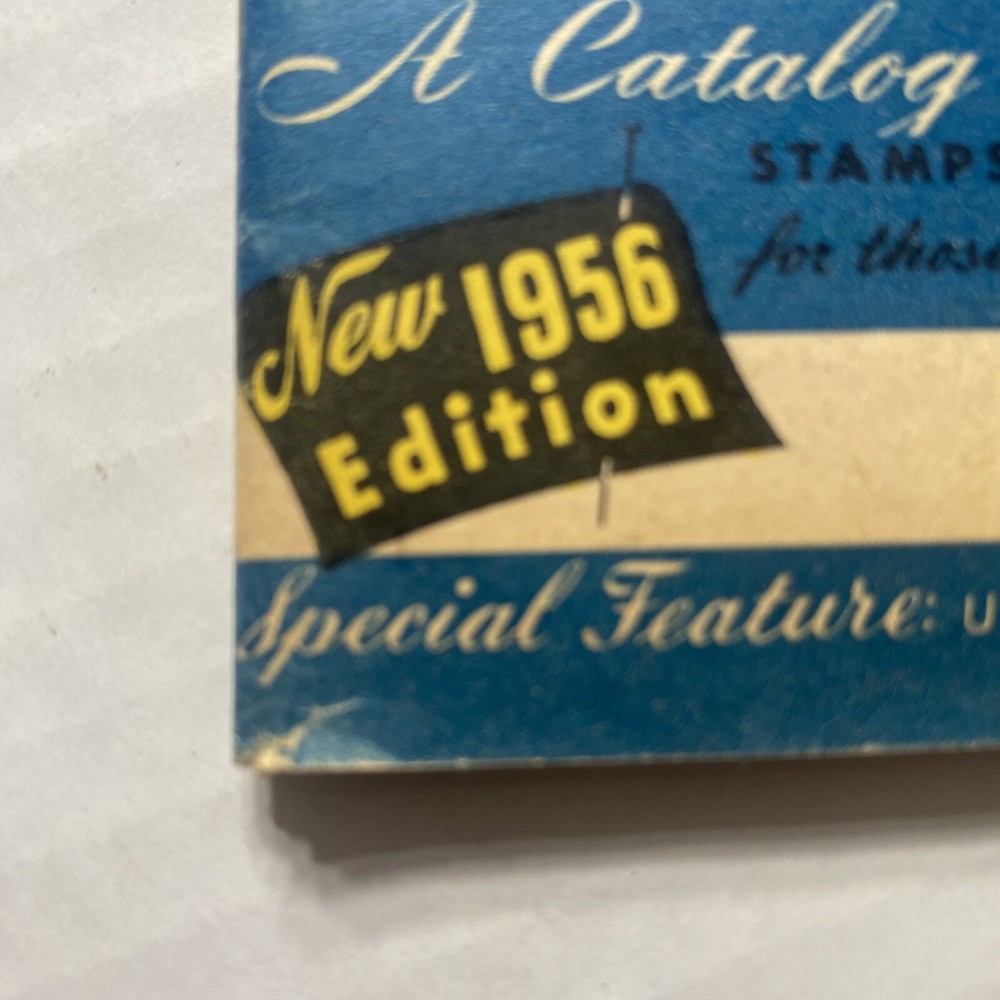 A Catalog
STAMPS
for those
New 1956
Edition
Special Feature: U